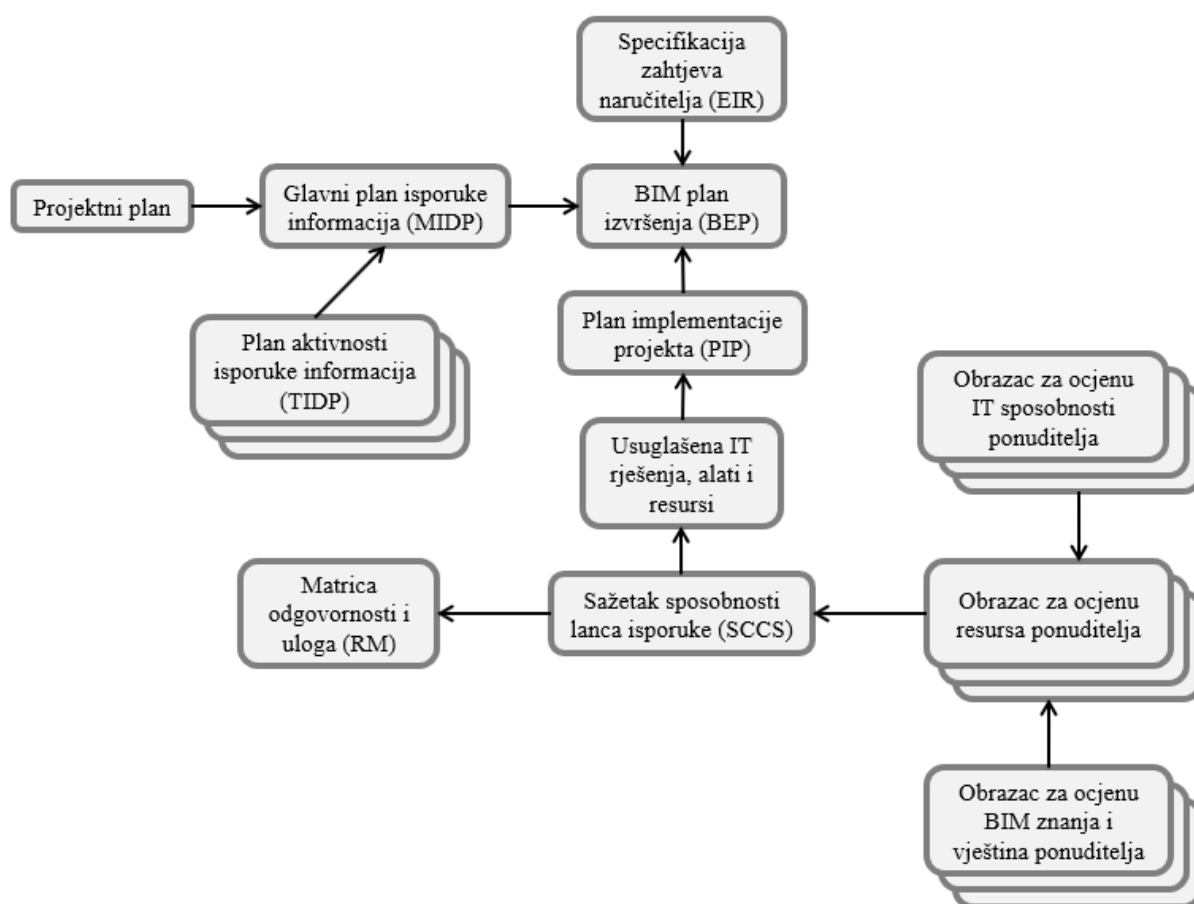 Specifikacija
zahtjeva
naručitelja (EIR)
Projektni plan
Glavni plan isporuke
informacija (MIDP)
BIM plan
izvršenja (BEP)
Plan aktivnosti
isporuke informacija
(TIDP)
Plan implementacije
projekta (PIP)
Obrazac za ocjenu
IT sposobnosti
ponuditelja
Usuglašena IT
rješenja, alati i
resursi
Matrica
odgovornosti i
uloga (RM)
Sažetak sposobnosti
lanca isporuke (SCCS)
Obrazac za ocjenu
resursa ponuditelja
Obrazac za ocjenu
BIM znanja i
vještina ponuditelja